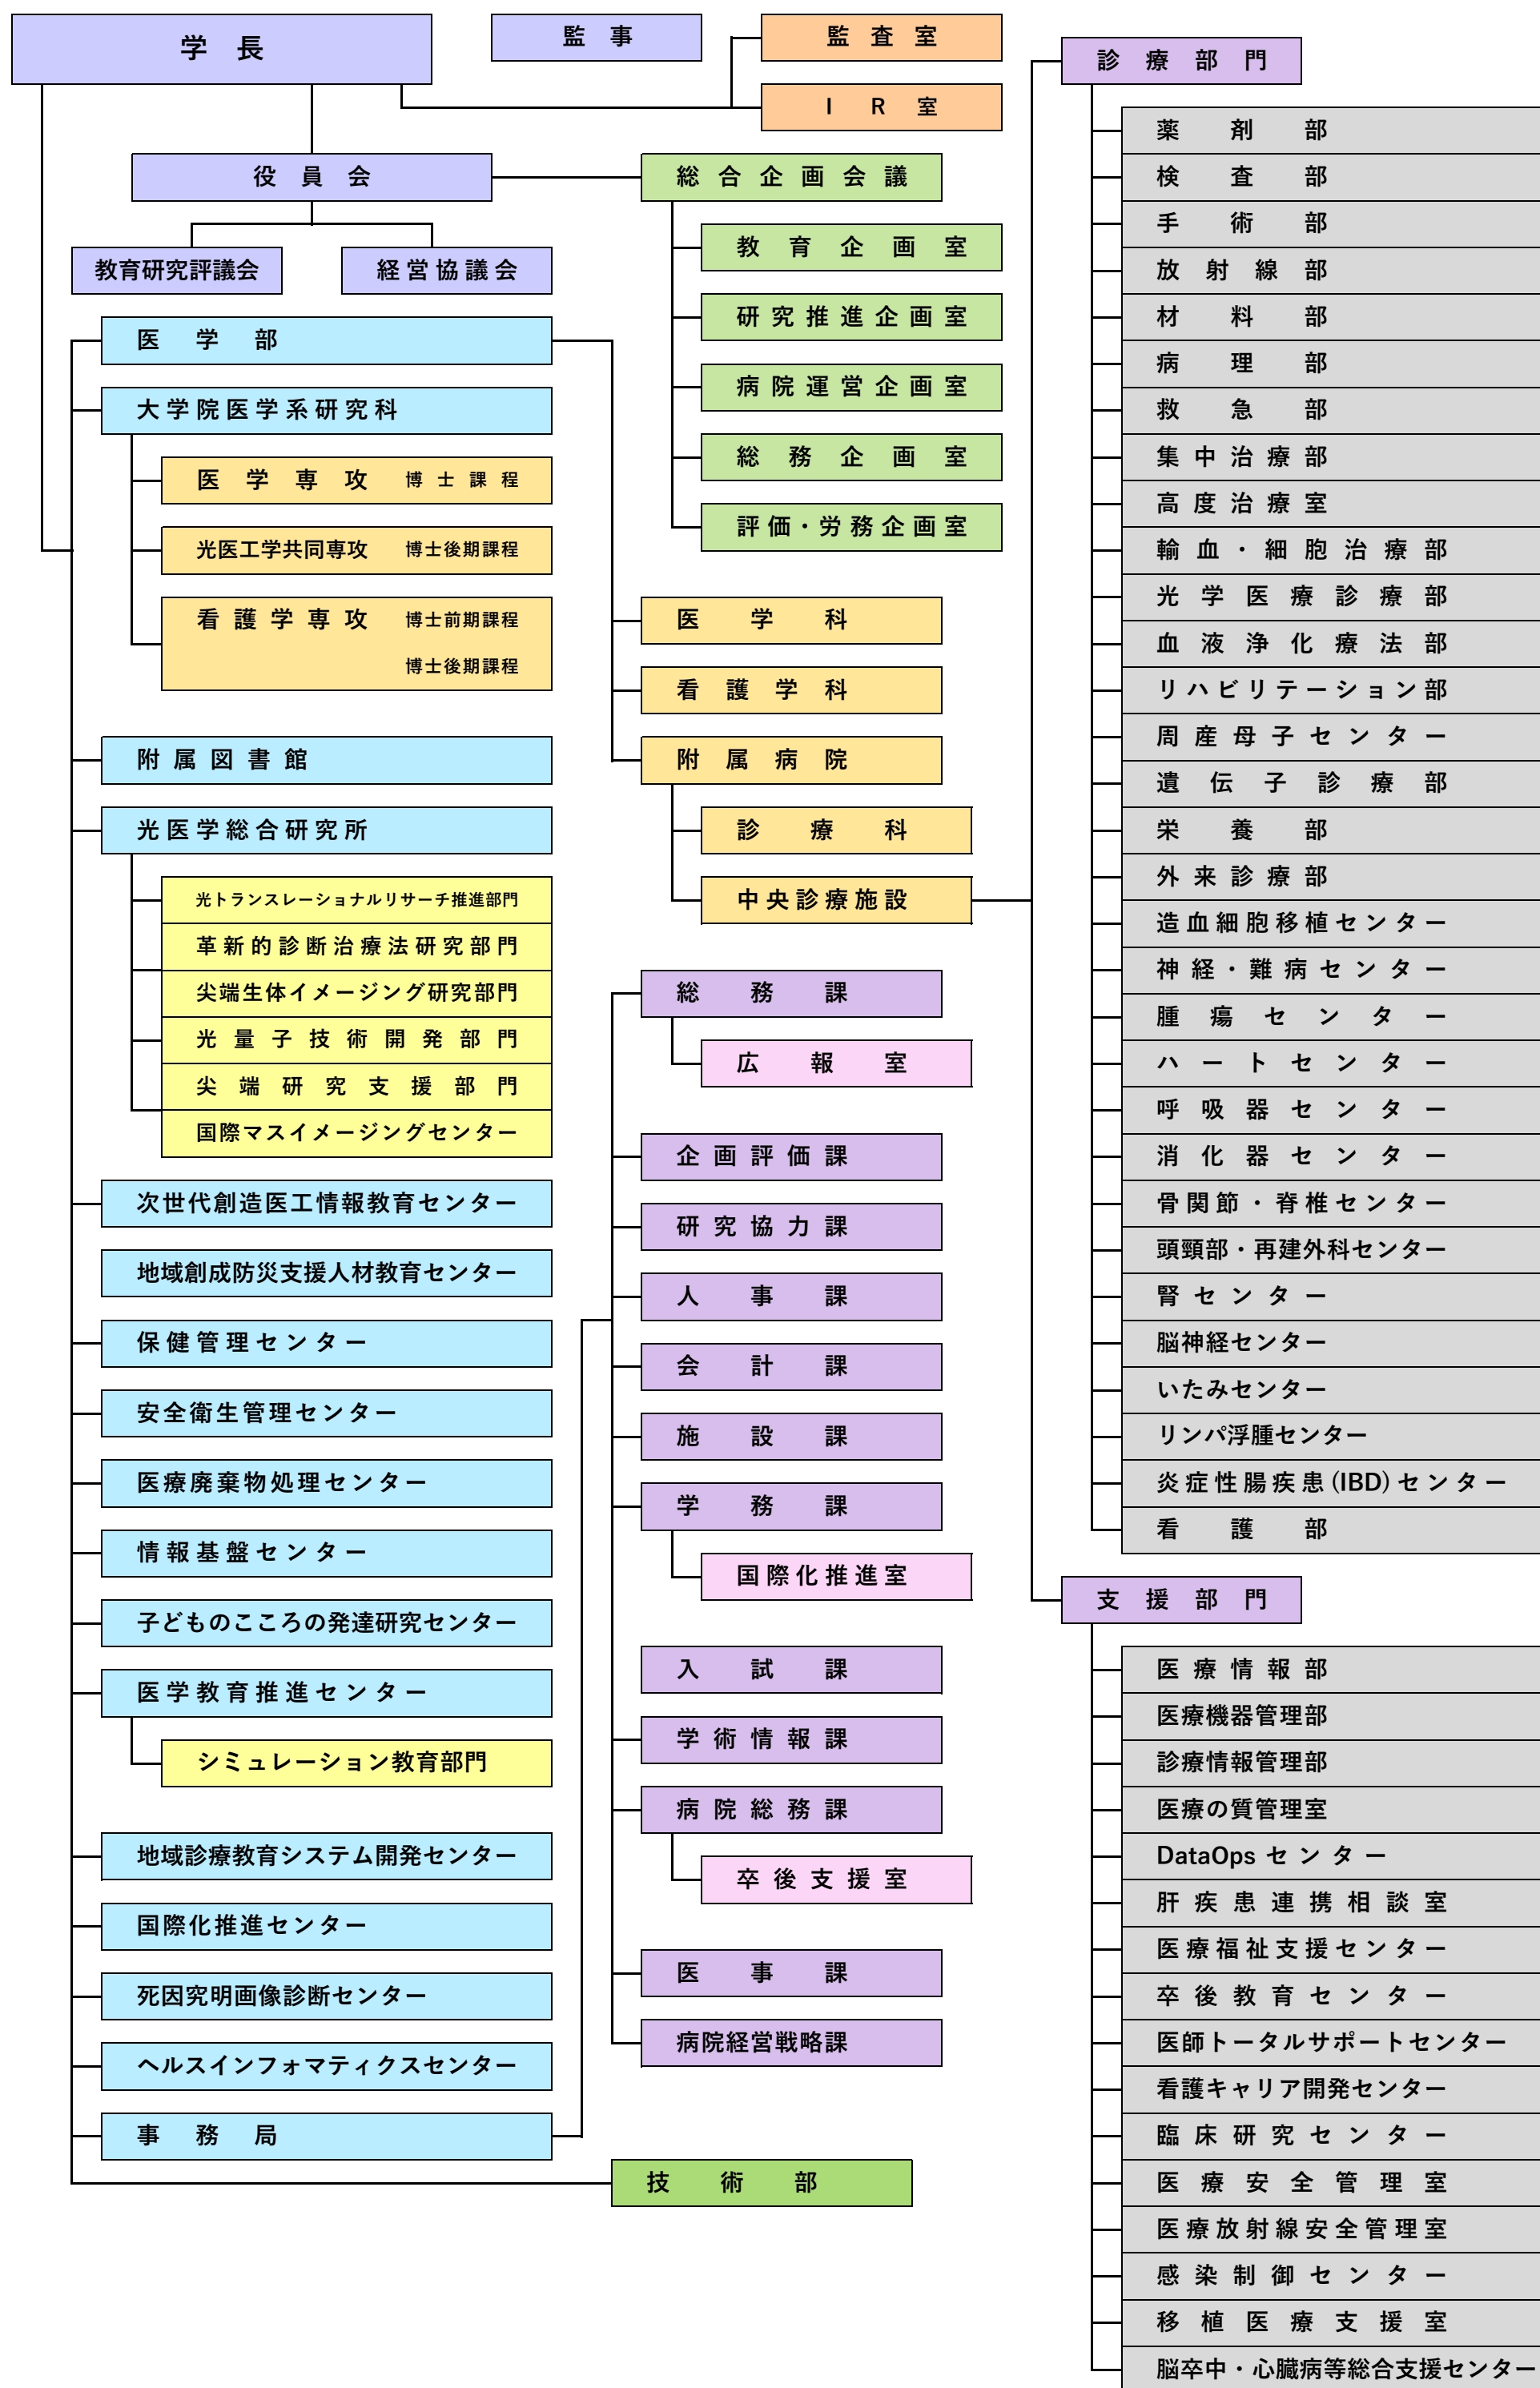 学長
監事
監査室
IR室
役員会
総合企画会議
教育研究評議会
経営協議会
教育企画室
研究推進企画室
病院運営企画室
総務企画室
評価・労務企画室
医学部
大学院医学系研究科
医学専攻 博士課程
光医工学共同専攻 博士後期課程
看護学専攻 博士前期課程
博士後期課程
附属図書館
光医学総合研究所
光トランスレーショナルリサーチ推進部門
革新的診断治療法研究部門
尖端生体イメージング研究部門
光量子技術開発部門
尖端研究支援部門
国際マスイメージングセンター
次世代創造医工情報教育センター
地域創成防災支援人材教育センター
保健管理センター
安全衛生管理センター
医療廃棄物処理センター
情報基盤センター
子どものこころの発達研究センター
医学教育推進センター
シミュレーション教育部門
地域診療教育システム開発センター
国際化推進センター
死因究明画像診断センター
ヘルスインフォマティクスセンター
事務局
技術部
医学科
看護学科
附属病院
診療科
中央診療施設
総務課
広報室
企画評価課
研究協力課
人事課
会計課
施設課
学務課
国際化推進室
入試課
学術情報課
病院総務課
卒後支援室
医事課
病院経営戦略課
診療部門
薬剤部
検査部
手術部
放射線部
材料部
病理部
救急部
集中治療部
高度治療室
輸血・細胞治療部
光学医療診療部
血液浄化療法部
リハビリテーション部
周産母子センター
遺伝子診療部
栄養部
外来診療部
造血細胞移植センター
神経・難病センター
腫瘍センター
ハートセンター
呼吸器センター
消化器センター
骨関節・脊椎センター
頭頸部・再建外科センター
腎センター
脳神経センター
いたみセンター
リンパ浮腫センター
炎症性腸疾患(IBD)センター
看護部
支援部門
医療情報部
医療機器管理部
診療情報管理部
医療の質管理室
DataOpsセンター
肝疾患連携相談室
医療福祉支援センター
卒後教育センター
医師トータルサポートセンター
看護キャリア開発センター
臨床研究センター
医療安全管理室
医療放射線安全管理室
感染制御センター
移植医療支援室
脳卒中・心臓病等総合支援センター